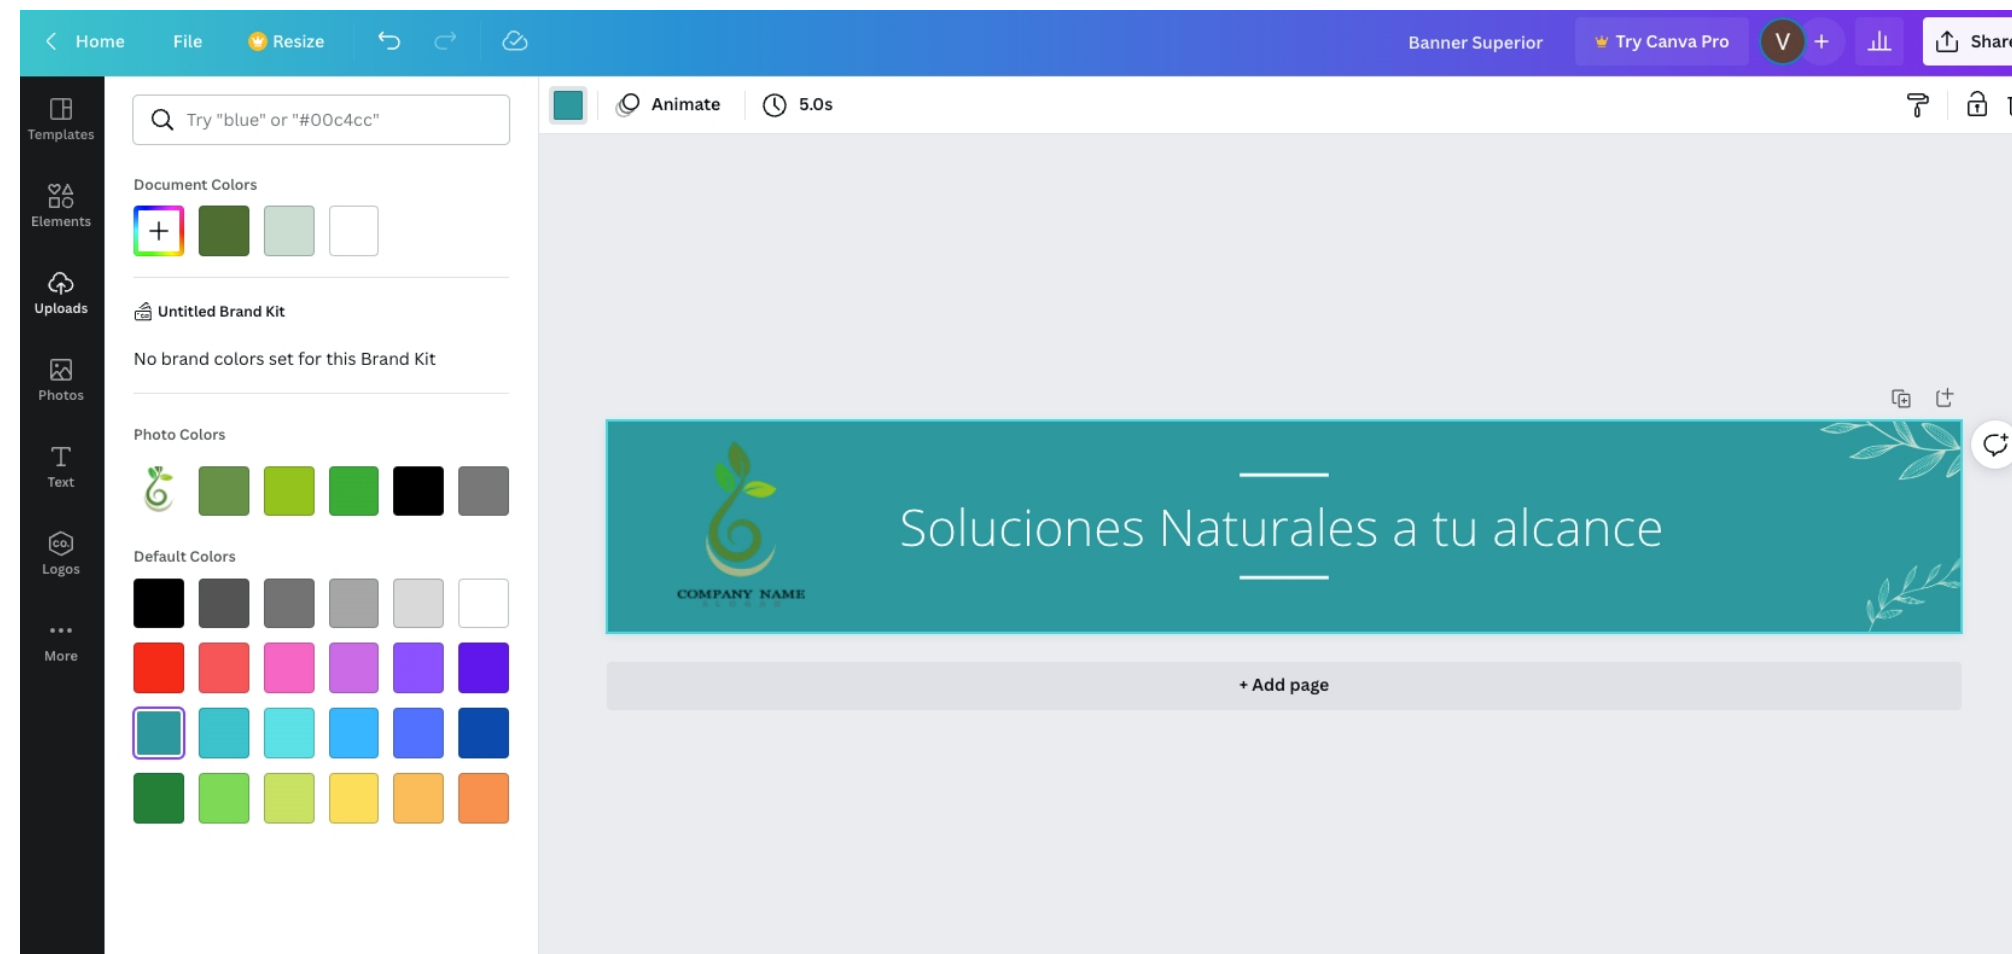 Home File Resize Banner Superior Try Canva Pro V + Share
Templates
Elements
Uploads
Photos
Text
CO.
Logos
More
Try "blue" or "#00c4cc"
Document Colors
Untitled Brand Kit
No brand colors set for this Brand Kit
Photo Colors
Default Colors
Animate 5.0s
Soluciones Naturales a tu alcance
COMPANY NAME
+ Add page